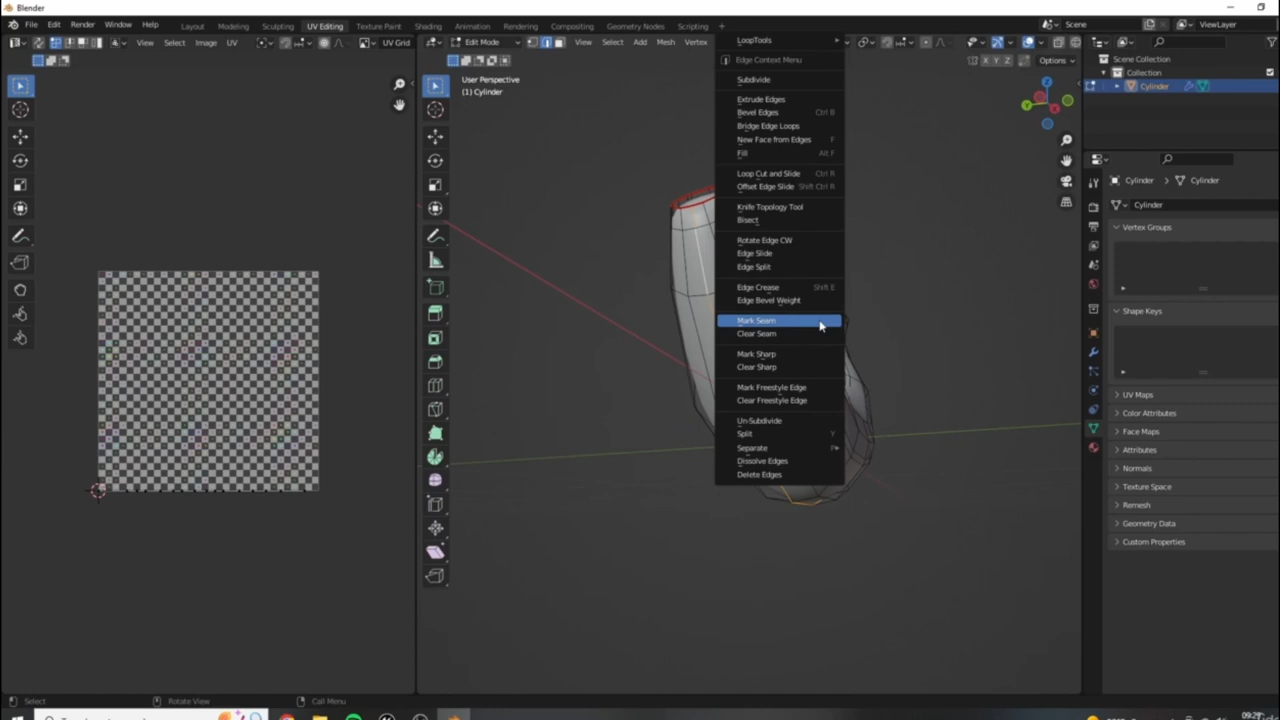 Blender
File Edit Render Window Help Layout Modeling Sculpting UV Editing Texture Paint Shading Animation Rendering Compositing Geometry Nodes Scripting + Scene ViewLayer
View Select Image UV UV Grid Edit Mode View Select Add Mesh Vertex
X Y Z Options
User Perspective
(1) Cylinder
LoopTools
Edge Context Menu
Subdivide
Extrude Edges
Bevel Edges Ctrl B
Bridge Edge Loops
New Face from Edges F
Fill Alt F
Loop Cut and Slide Ctrl R
Offset Edge Slide Shift Ctrl R
Knife Topology Tool
Bisect
Rotate Edge CW
Edge Slide
Edge Split
Edge Crease Shift E
Edge Bevel Weight
Mark Seam
Clear Seam
Mark Sharp
Clear Sharp
Mark Freestyle Edge
Clear Freestyle Edge
Un-Subdivide
Split Y
Separate P
Dissolve Edges
Delete Edges
Z
Y
X
Scene Collection
Collection
Cylinder
Cylinder > Cylinder
Cylinder
Vertex Groups
Shape Keys
UV Maps
Color Attributes
Face Maps
Attributes
Normals
Texture Space
Remesh
Geometry Data
Custom Properties
Select Rotate View Call Menu